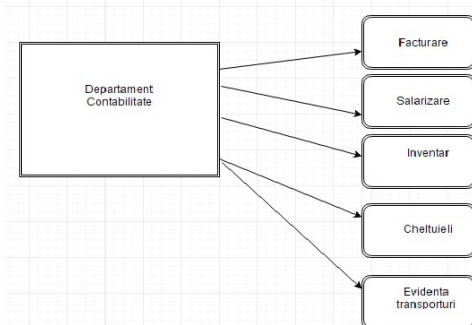 Departament
Contabilitate
Facturare
Salarizare
Inventar
Cheltuieli
Evidenta
transporturi